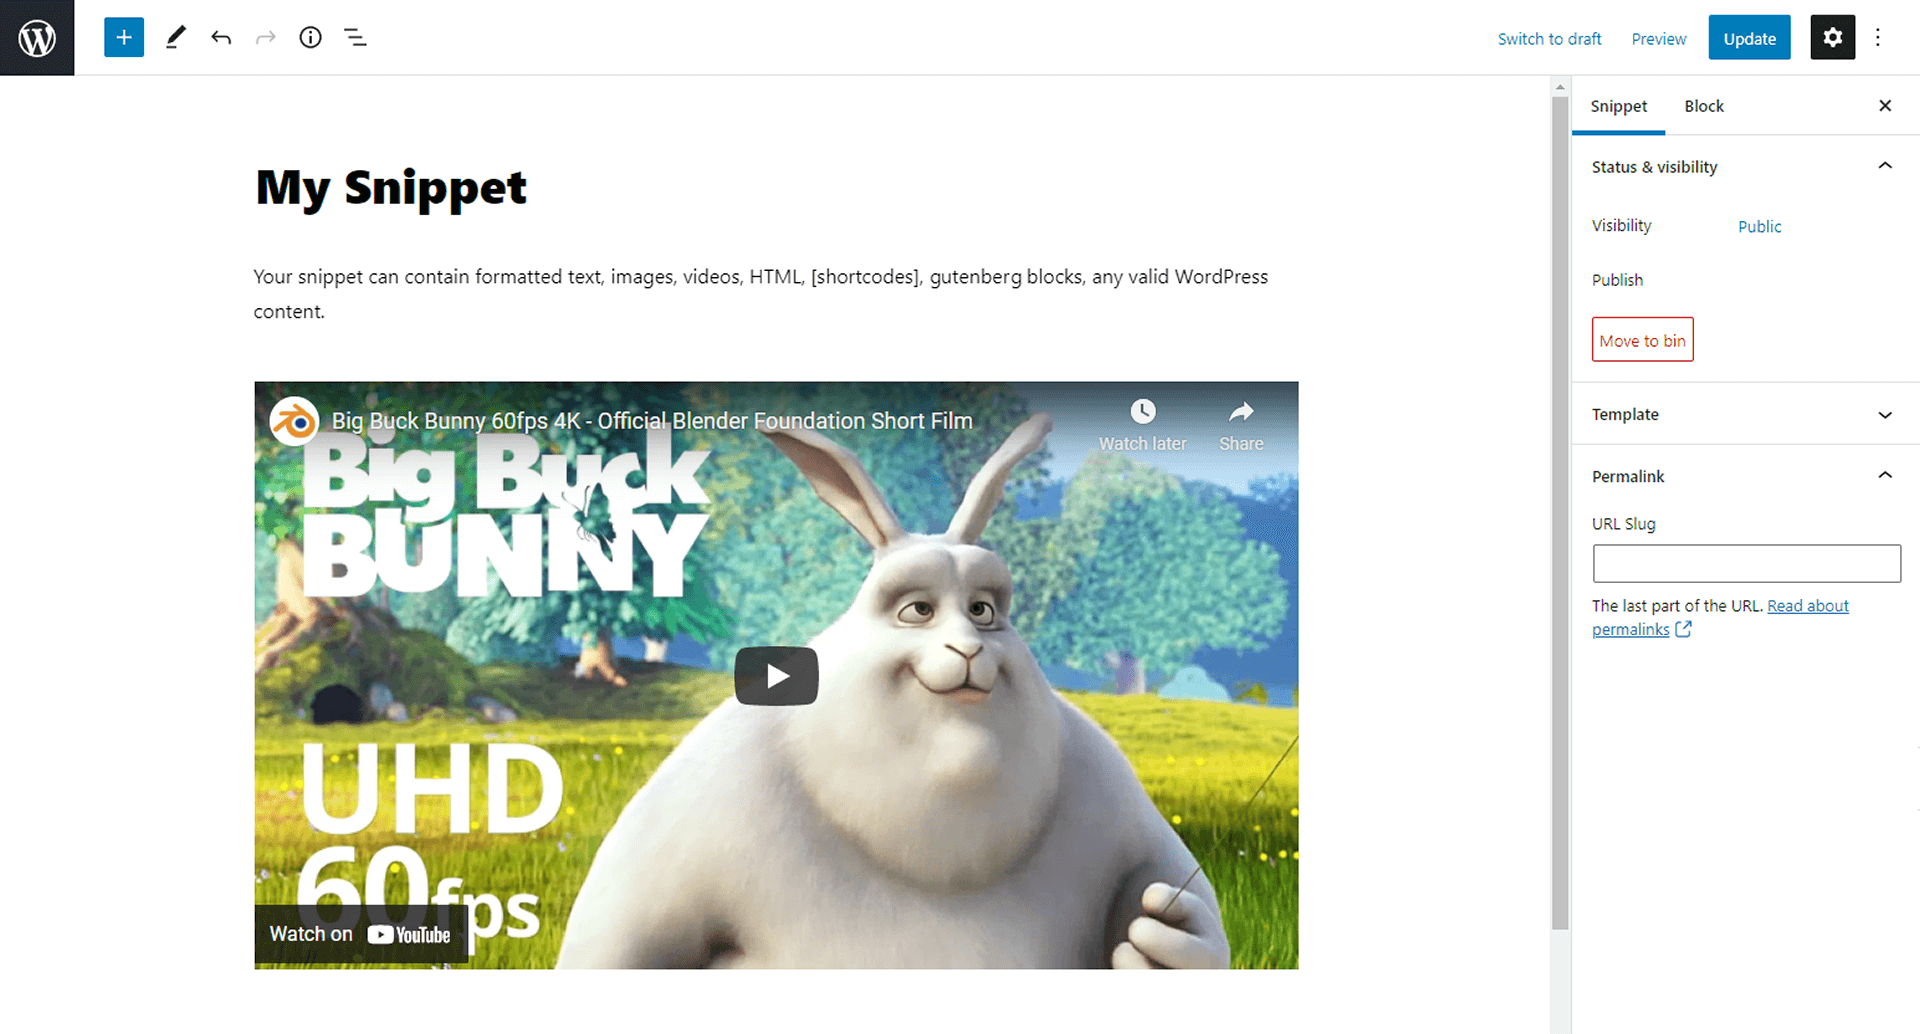 Switch to draft
Preview
Update
Snippet
Block
Status & visibility
Visibility
Public
Publish
Move to bin
Template
Permalink
URL Slug
The last part of the URL. Read about
permalinks
My Snippet
Your snippet can contain formatted text, images, videos, HTML, [shortcodes], gutenberg blocks, any valid WordPress
content.
Big Buck Bunny 60fps 4K - Official Blender Foundation Short Film
Watch later
Share
Big Buck
BUNNY
UHD
60fps
Watch on YouTube